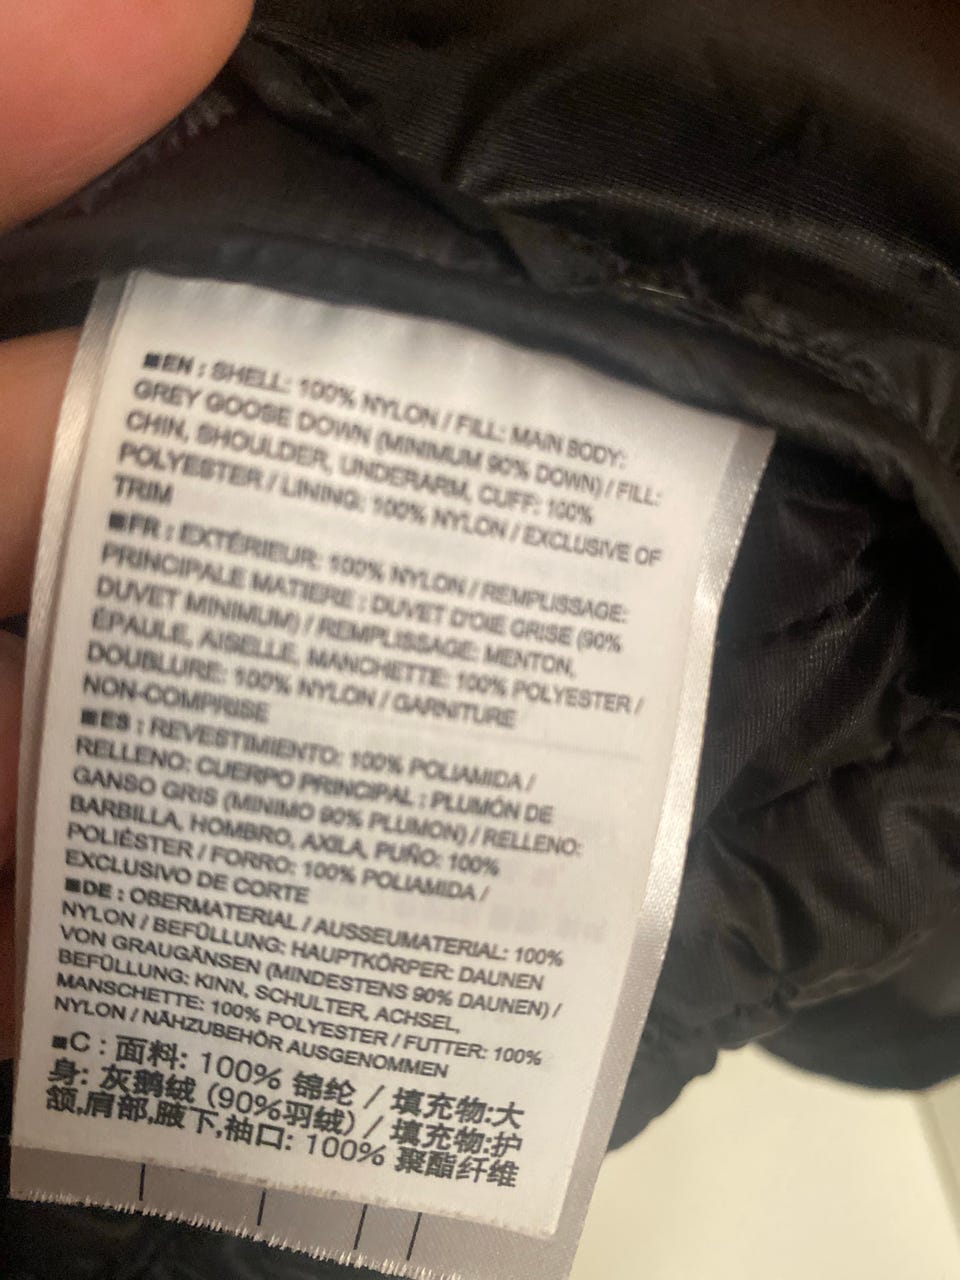 ■EN : SHELL: 100% NYLON / FILL: MAIN BODY:
GREY GOOSE DOWN (MINIMUM 90% DOWN) / FILL:
CHIN, SHOULDER, UNDERARM, CUFF: 100%
POLYESTER / LINING: 100% NYLON / EXCLUSIVE OF
TRIM
■FR : EXTÉRIEUR: 100% NYLON / REMPLISSAGE:
PRINCIPALE MATIERE : DUVET D'OIE GRISE (90%
DUVET MINIMUM) / REMPLISSAGE: MENTON,
ÉPAULE, AISELLE, MANCHETTE: 100% POLYESTER /
DOUBLURE: 100% NYLON / GARNITURE
NON-COMPRISE
■ES : REVESTIMIENTO: 100% POLIAMIDA /
RELLENO: CUERPO PRINCIPAL : PLUMÓN DE
GANSO GRIS (MINIMO 90% PLUMON) / RELLENO:
BARBILLA, HOMBRO, AXILA, PUÑO: 100%
POLIÉSTER / FORRO: 100% POLIAMIDA /
EXCLUSIVO DE CORTE
■DE : OBERMATERIAL / AUSSEUMATERIAL: 100%
NYLON / BEFÜLLUNG: HAUPTKÖRPER: DAUNEN
VON GRAUGÄNSEN (MINDESTENS 90% DAUNEN) /
BEFÜLLUNG: KINN, SCHULTER, ACHSEL,
MANSCHETTE: 100% POLYESTER / FUTTER: 100%
NYLON / NÄHZUBEHÖR AUSGENOMMEN
■C : 面料: 100% 锦纶 / 填充物:大
身: 灰鹅绒 (90%羽绒) / 填充物:护
颔,肩部,腋下,袖口: 100% 聚酯纤维